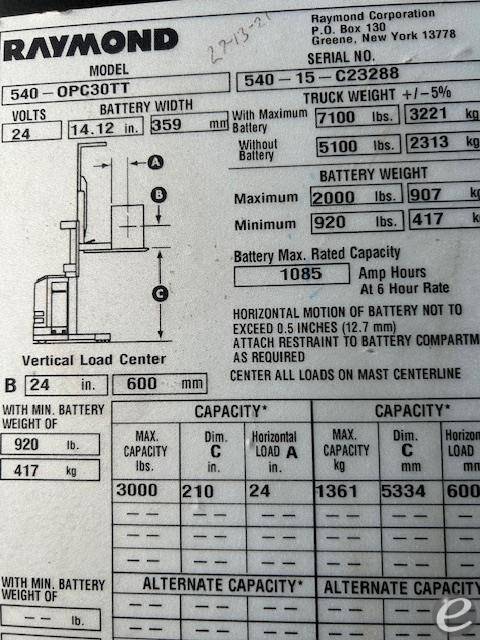 RAYMOND
27-13-21
Raymond Corporation
P.O. Box 130
Greene, New York 13778
MODEL
540-OPC30TT
SERIAL NO.
540-15-C23288
VOLTS
24
BATTERY WIDTH
14.12 in. 359 mm
TRUCK WEIGHT +/-5%
With Maximum Battery 7100 lbs. 3221 kg
Without Battery 5100 lbs. 2313 kg
BATTERY WEIGHT
Maximum 2000 lbs. 907 kg
Minimum 920 lbs. 417 kg
Battery Max. Rated Capacity
1085 Amp Hours
At 6 Hour Rate
HORIZONTAL MOTION OF BATTERY NOT TO
EXCEED 0.5 INCHES (12.7 mm)
ATTACH RESTRAINT TO BATTERY COMPARTM
AS REQUIRED
CENTER ALL LOADS ON MAST CENTERLINE
A
B
C
Vertical Load Center
B 24 in. 600 mm
WITH MIN. BATTERY
WEIGHT OF
920 lb.
417 kg
CAPACITY* CAPACITY*
MAX. CAPACITY lbs. Dim. C in. Horizontal LOAD A in. MAX. CAPACITY kg Dim. C mm Horizon LOAD mm
3000 210 24 1361 5334 600
-- -- -- -- -- --
-- -- -- -- -- --
-- -- -- -- -- --
WITH MIN. BATTERY
WEIGHT OF
-- -- lb.
ALTERNATE CAPACITY* ALTERNATE CAPACITY
-- -- -- -- -- --
-- -- -- -- -- --
e